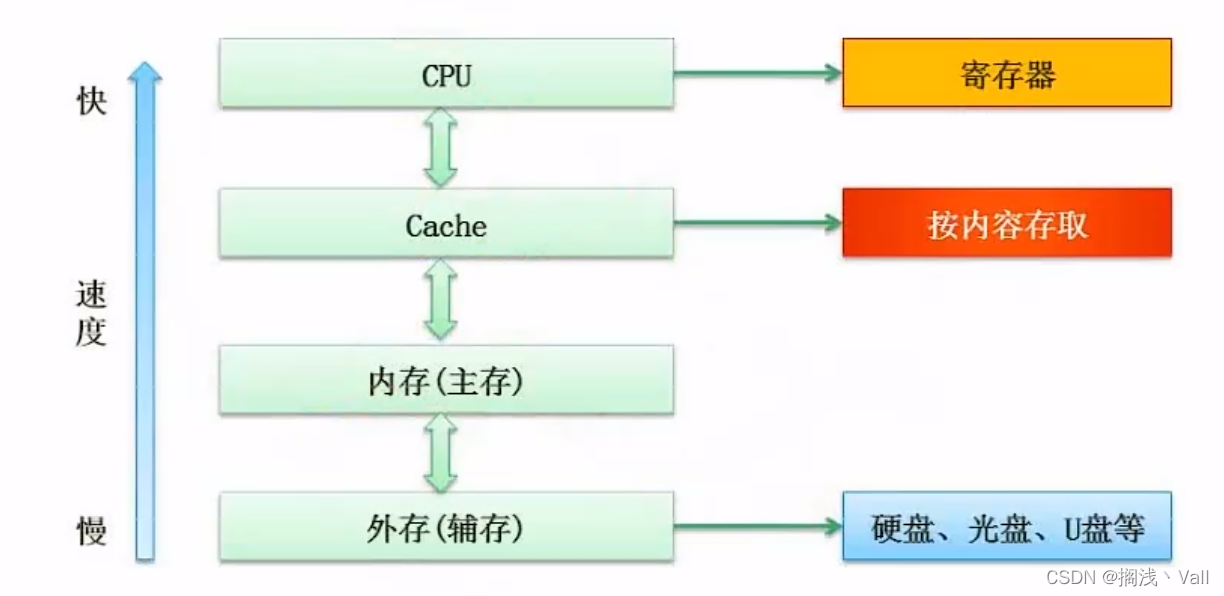 快
CPU
寄存器
Cache
按内容存取
速
度
内存(主存)
慢
外存(辅存)
硬盘、光盘、U盘等
CSDN @搁浅丶Vall